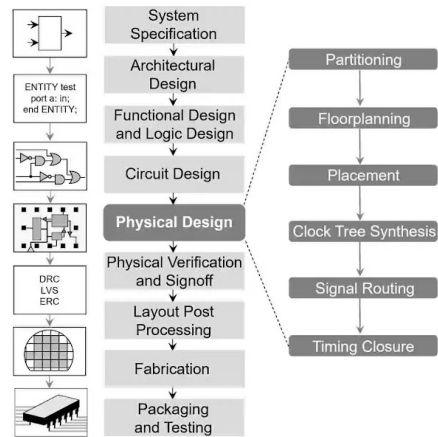 ENTITY test
port a: in;
end ENTITY;
DRC
LVS
ERC
System
Specification
Architectural
Design
Functional Design
and Logic Design
Circuit Design
Physical Design
Physical Verification
and Signoff
Layout Post
Processing
Fabrication
Packaging
and Testing
Partitioning
Floorplanning
Placement
Clock Tree Synthesis
Signal Routing
Timing Closure